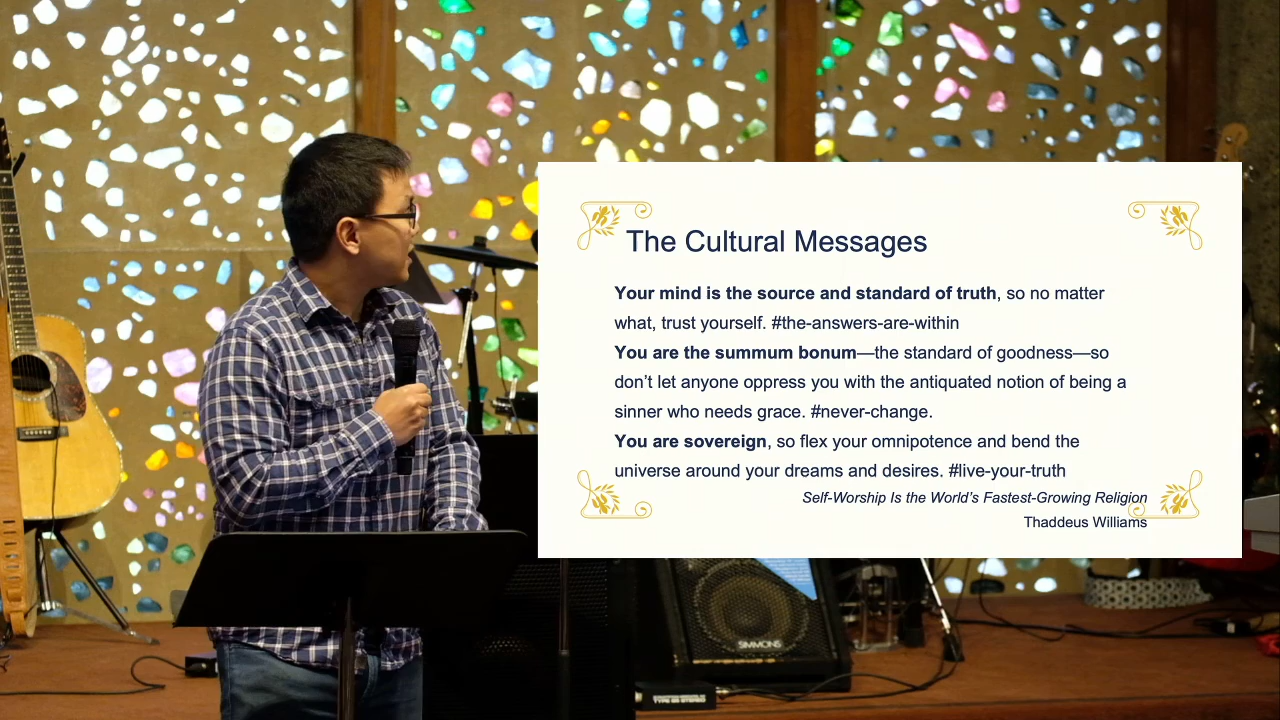 The Cultural Messages
Your mind is the source and standard of truth, so no matter
what, trust yourself. #the-answers-are-within
You are the summum bonum—the standard of goodness—so
don’t let anyone oppress you with the antiquated notion of being a
sinner who needs grace. #never-change.
You are sovereign, so flex your omnipotence and bend the
universe around your dreams and desires. #live-your-truth
Self-Worship Is the World’s Fastest-Growing Religion
Thaddeus Williams
SIMMONS
TYPE 85 STEREO